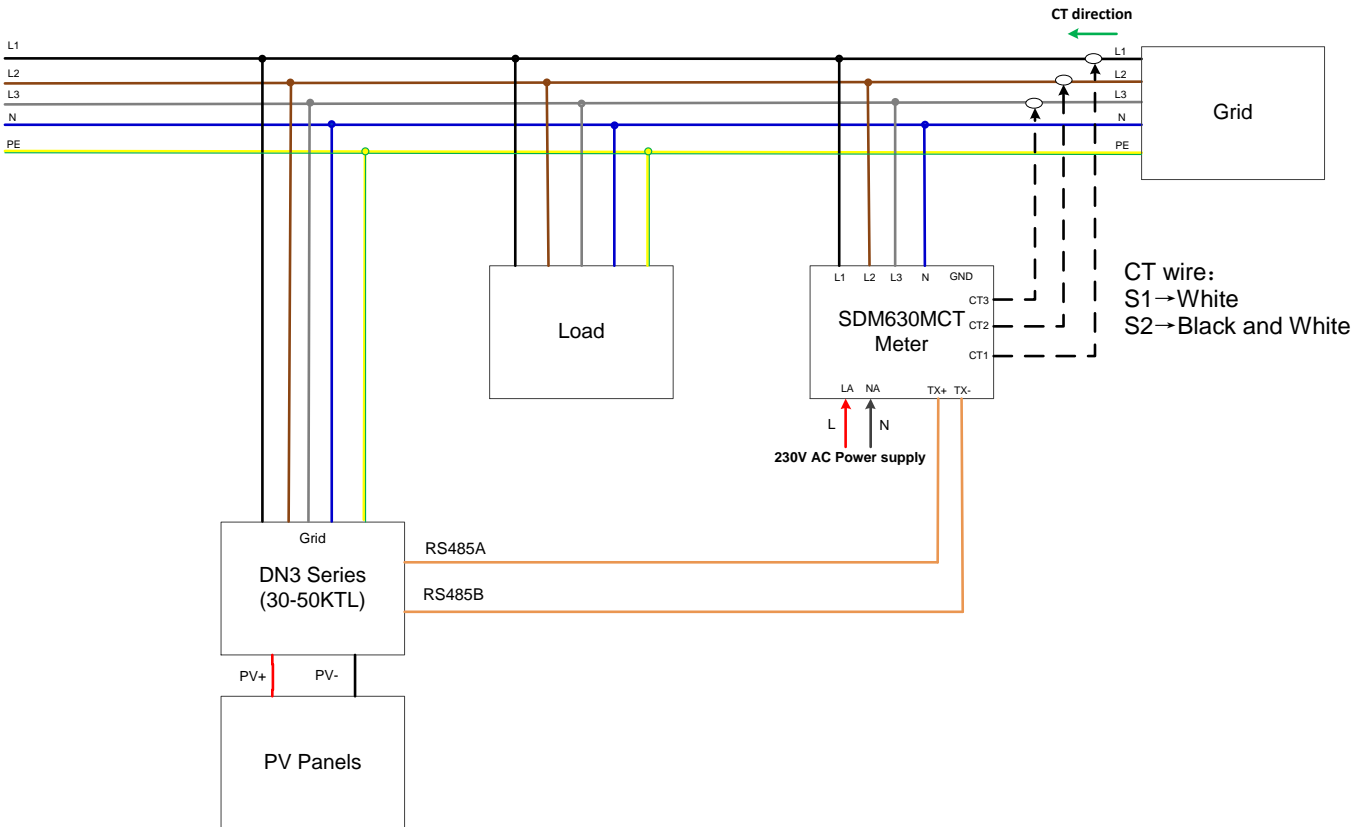 CT direction
L1
L2
L3
N
PE
L1
L2
L3
N
PE
Grid
CT wire:
S1→White
S2→Black and White
L1 L2 L3 N GND
CT3
CT2
CT1
SDM630MCT
Meter
LA NA TX+ TX-
L N
230V AC Power supply
Load
Grid
DN3 Series
(30-50KTL)
RS485A
RS485B
PV+ PV-
PV Panels